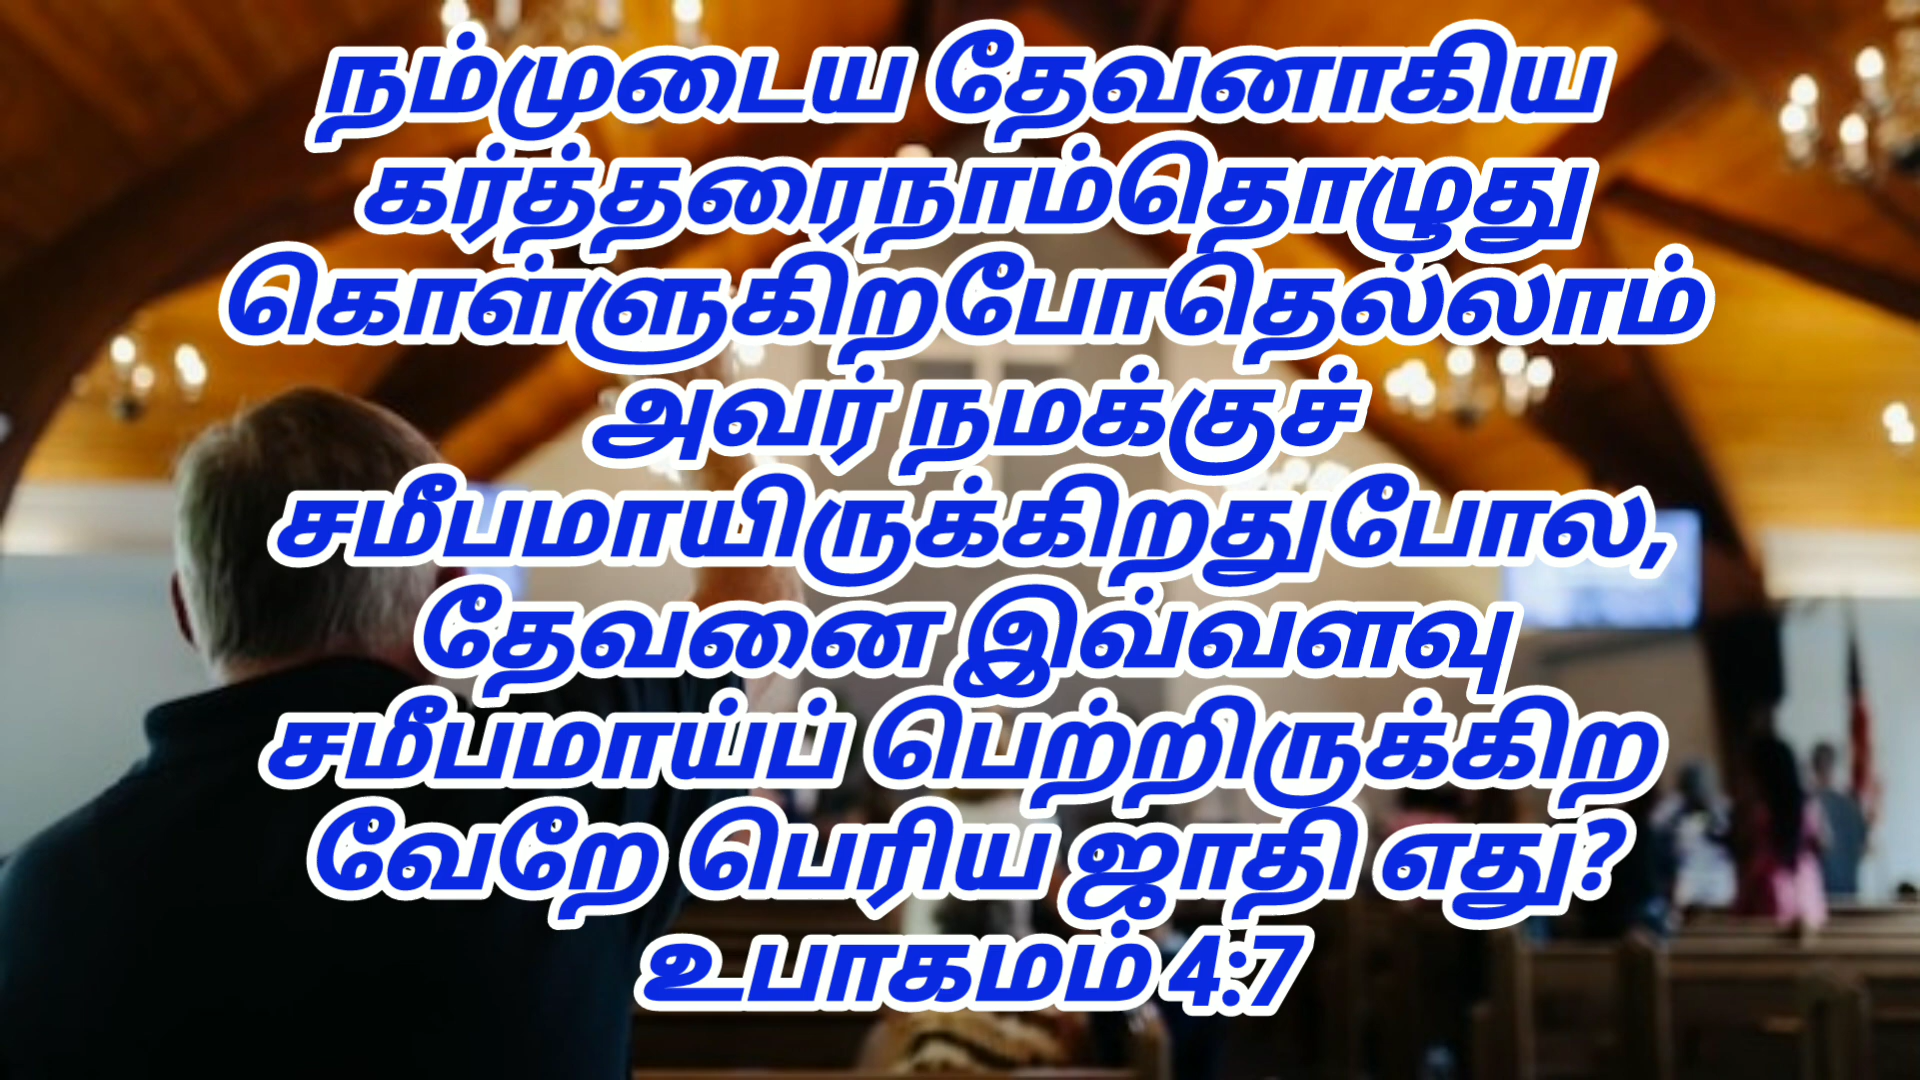 நம்முடைய தேவனாகிய
கர்த்தரைநாம்தொழுது
கொள்ளுகிறபோதெல்லாம்
அவர் நமக்குச்
சமீபமாயிருக்கிறதுபோல,
தேவனை இவ்வளவு
சமீபமாய்ப் பெற்றிருக்கிற
வேறே பெரிய ஜாதி எது?
உபாகமம் 4:7